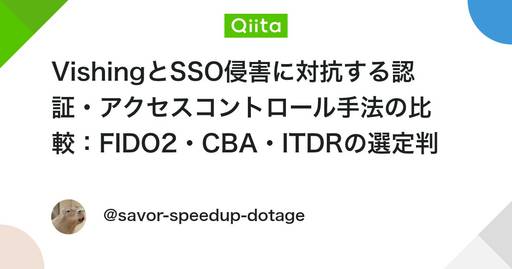 Qiita
VishingとSSO侵害に対抗する認
証・アクセスコントロール手法の比
較：FIDO2・CBA・ITDRの選定判
@savor-speedup-dotage